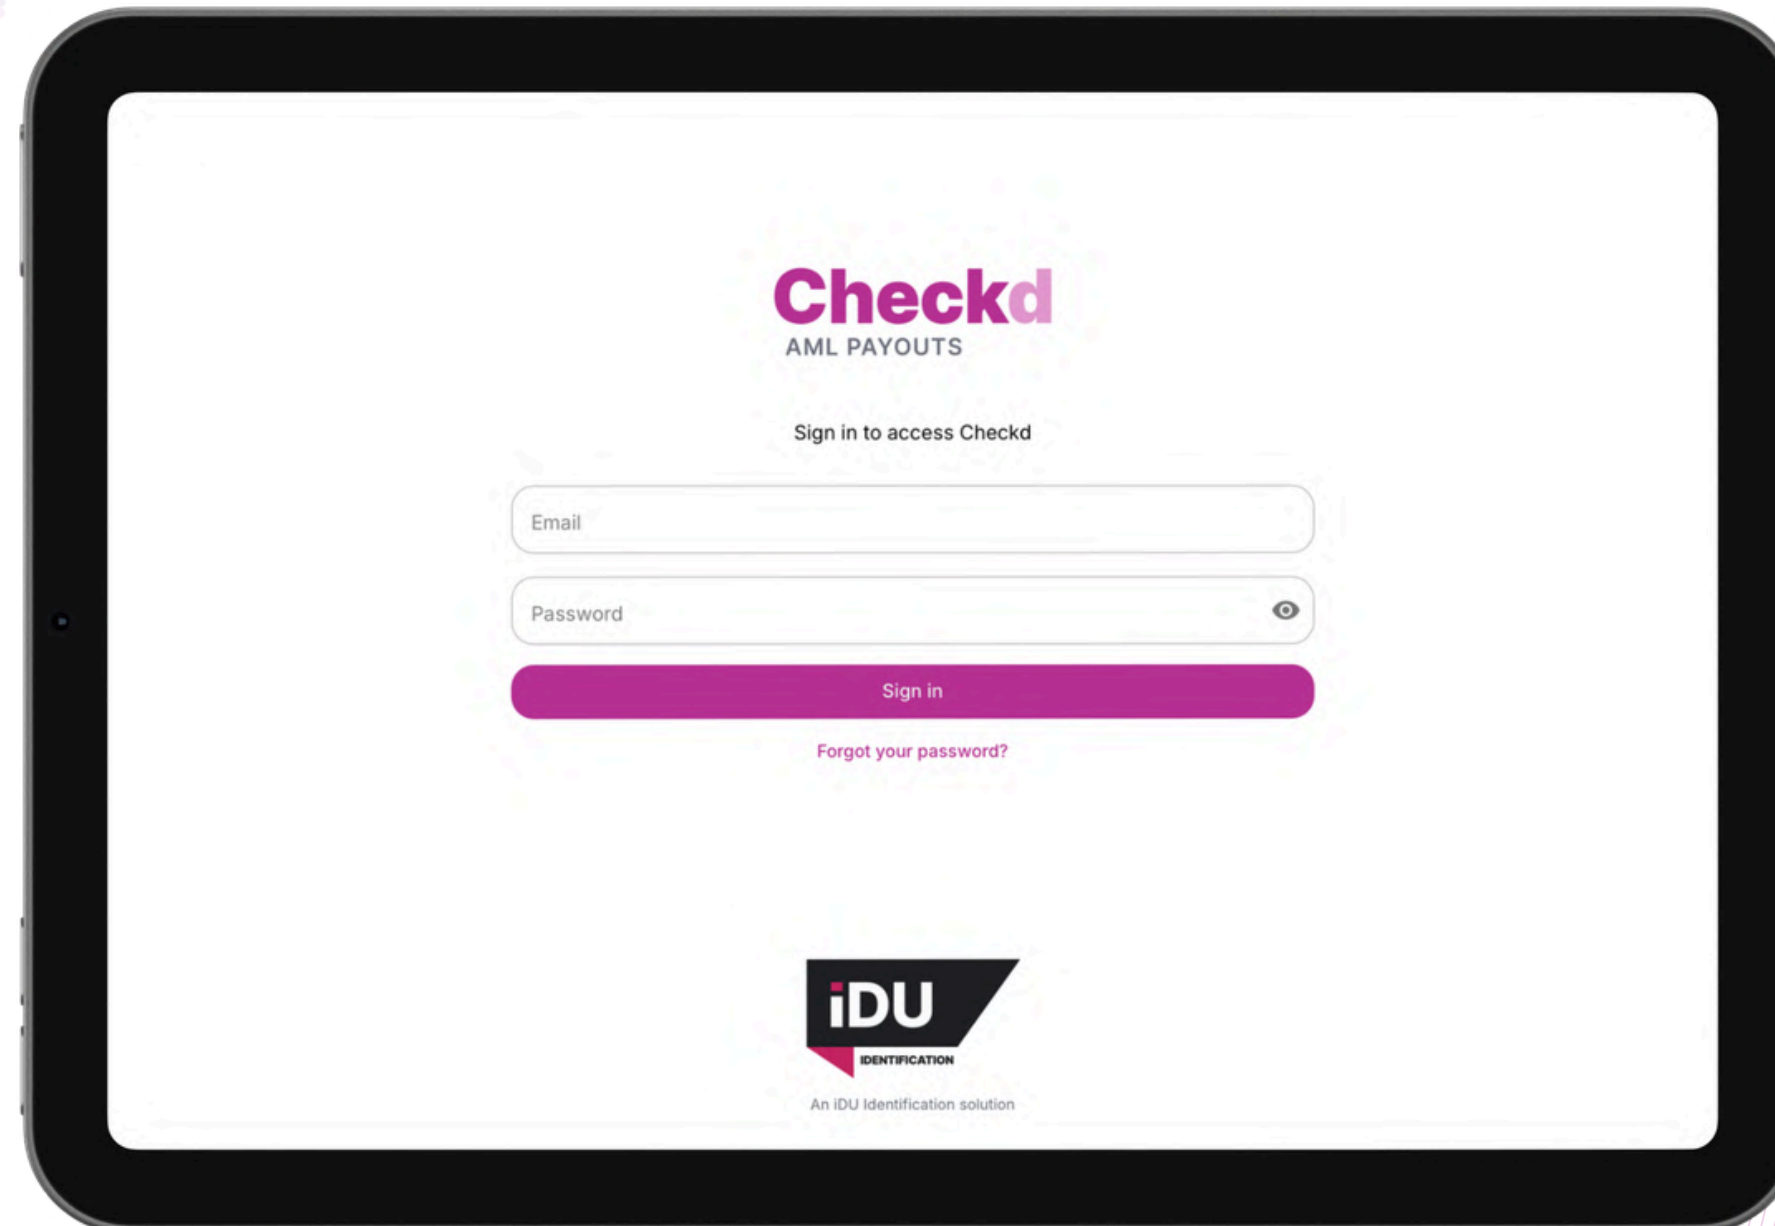 Checkd
AML PAYOUTS
Sign in to access Checkd
Email
Password
Sign in
Forgot your password?
iDU
IDENTIFICATION
An iDU Identification solution